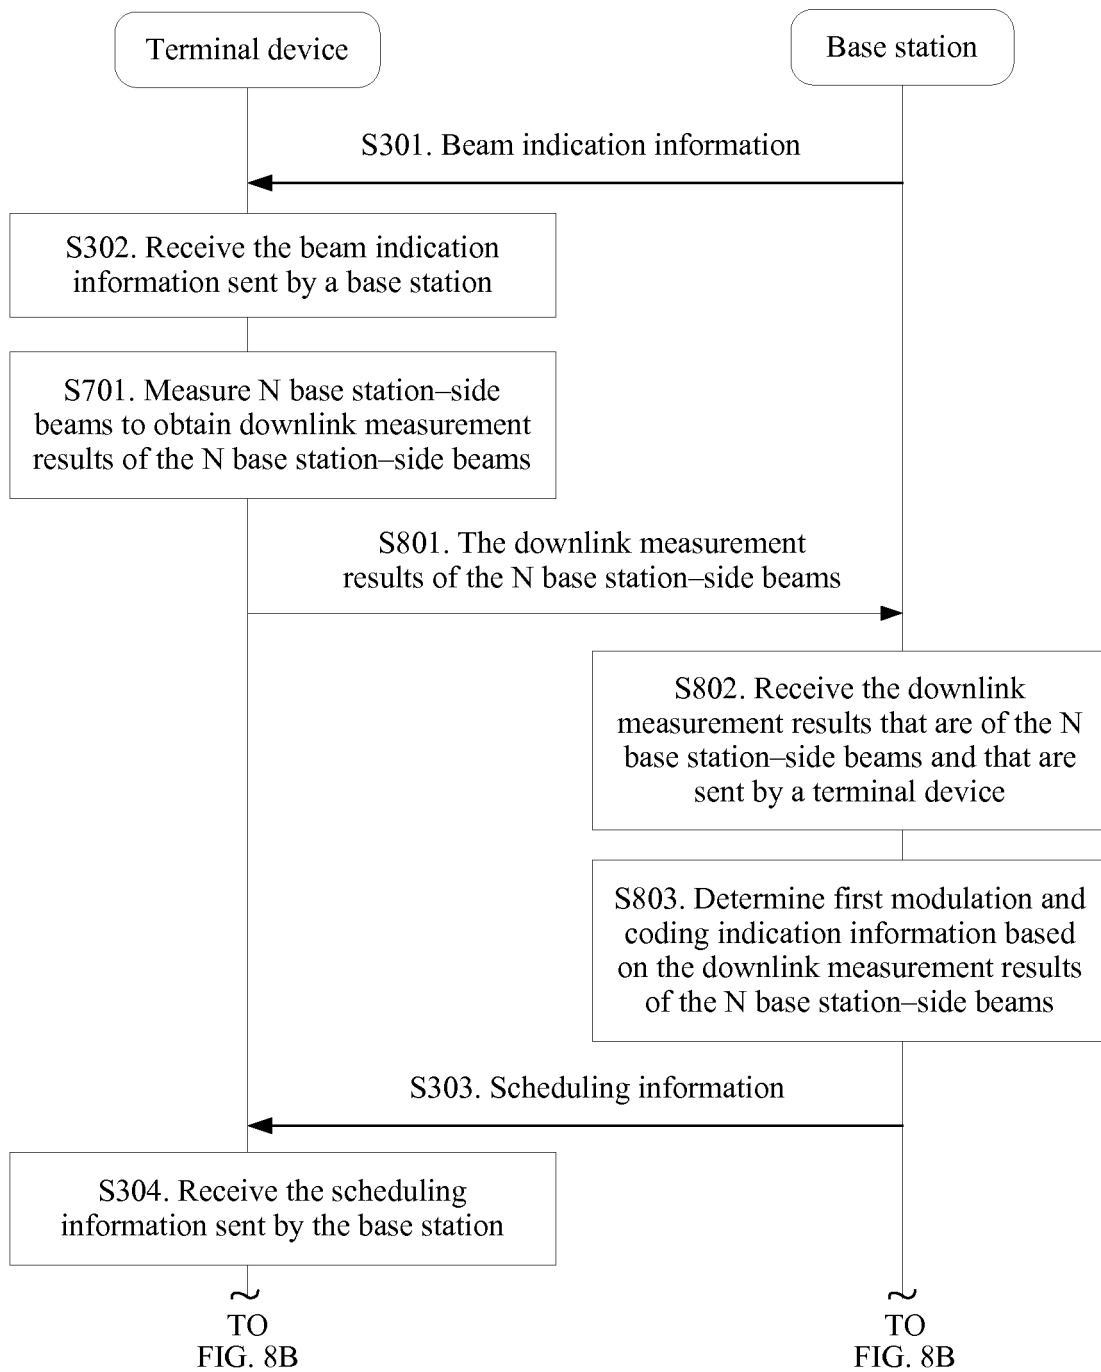 Terminal device
Base station
S301. Beam indication information
S302. Receive the beam indication
information sent by a base station
S701. Measure N base station–side
beams to obtain downlink measurement
results of the N base station–side beams
S801. The downlink measurement
results of the N base station–side beams
S802. Receive the downlink
measurement results that are of the N
base station–side beams and that are
sent by a terminal device
S803. Determine first modulation and
coding indication information based
on the downlink measurement results
of the N base station–side beams
S303. Scheduling information
S304. Receive the scheduling
information sent by the base station
TO
FIG. 8B
TO
FIG. 8B